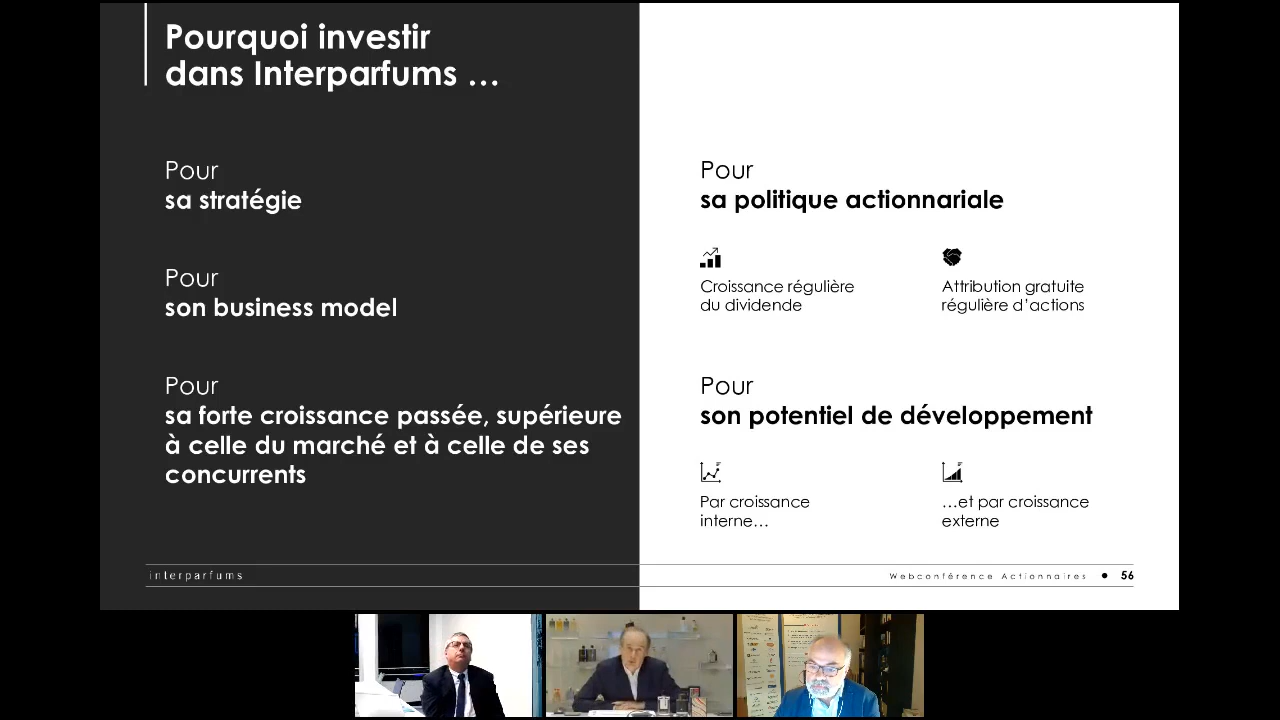 Pourquoi investir
dans Interparfums …
Pour
sa stratégie
Pour
son business model
Pour
sa forte croissance passée, supérieure
à celle du marché et à celle de ses
concurrents
Pour
sa politique actionnariale
Croissance régulière
du dividende
Attribution gratuite
régulière d’actions
Pour
son potentiel de développement
Par croissance
interne…
…et par croissance
externe
interparfums
Webconférence Actionnaires • 56